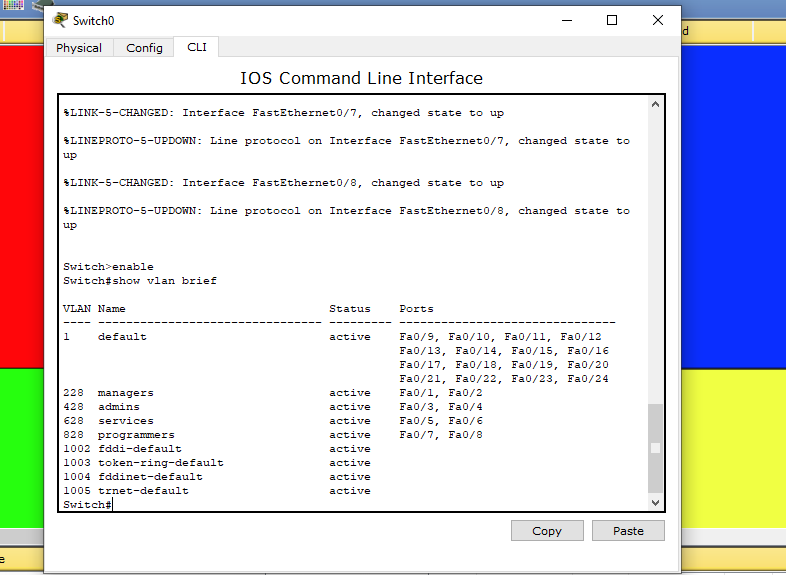 Switch0
d
Physical Config CLI
IOS Command Line Interface
%LINK-5-CHANGED: Interface FastEthernet0/7, changed state to up
%LINEPROTO-5-UPDOWN: Line protocol on Interface FastEthernet0/7, changed state to
up
%LINK-5-CHANGED: Interface FastEthernet0/8, changed state to up
%LINEPROTO-5-UPDOWN: Line protocol on Interface FastEthernet0/8, changed state to
up
Switch>enable
Switch#show vlan brief
VLAN Name Status Ports
---- -------------------------------- --------- -------------------------------
1 default active Fa0/9, Fa0/10, Fa0/11, Fa0/12
Fa0/13, Fa0/14, Fa0/15, Fa0/16
Fa0/17, Fa0/18, Fa0/19, Fa0/20
Fa0/21, Fa0/22, Fa0/23, Fa0/24
228 managers active Fa0/1, Fa0/2
428 admins active Fa0/3, Fa0/4
628 services active Fa0/5, Fa0/6
828 programmers active Fa0/7, Fa0/8
1002 fddi-default active
1003 token-ring-default active
1004 fddinet-default active
1005 trnet-default active
Switch#
Copy Paste
e